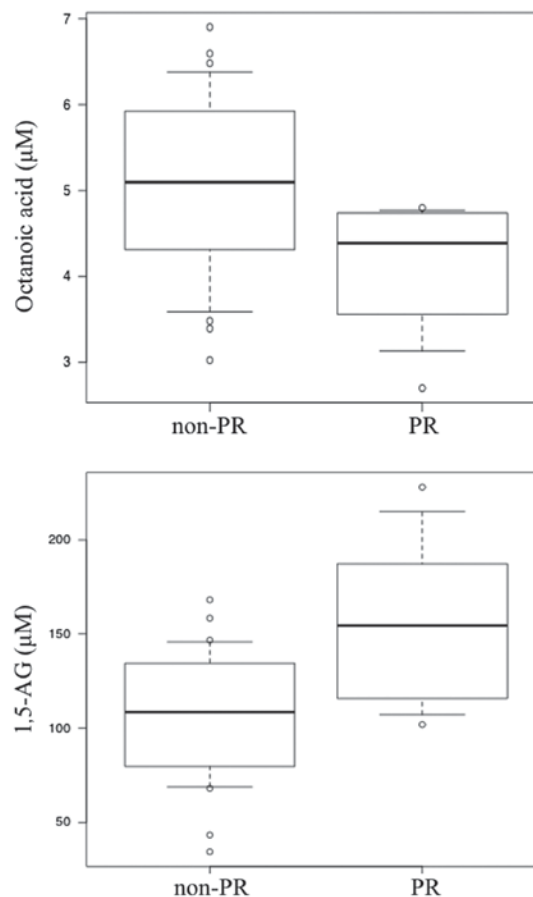 Octanoic acid (μM)
7
6
5
4
3
non-PR
PR
1,5-AG (μM)
200
150
100
50
non-PR
PR